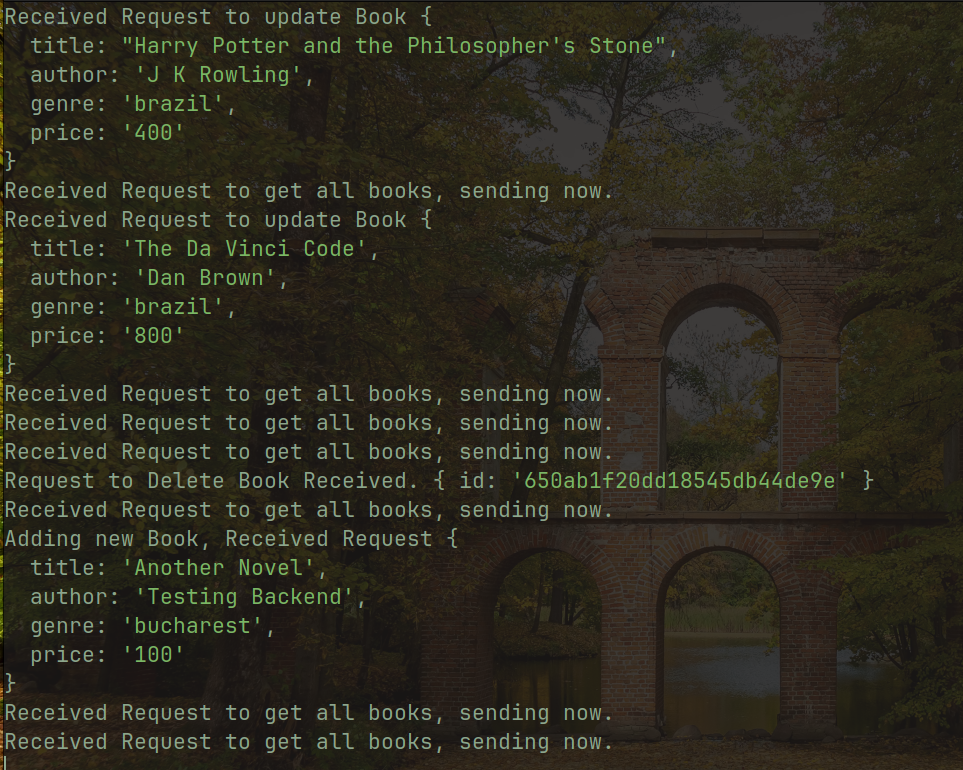 Received Request to update Book {
  title: "Harry Potter and the Philosopher's Stone",
  author: 'J K Rowling',
  genre: 'brazil',
  price: '400'
}
Received Request to get all books, sending now.
Received Request to update Book {
  title: 'The Da Vinci Code',
  author: 'Dan Brown',
  genre: 'brazil',
  price: '800'
}
Received Request to get all books, sending now.
Received Request to get all books, sending now.
Received Request to get all books, sending now.
Request to Delete Book Received. { id: '650ab1f20dd18545db44de9e' }
Received Request to get all books, sending now.
Adding new Book, Received Request {
  title: 'Another Novel',
  author: 'Testing Backend',
  genre: 'bucharest',
  price: '100'
}
Received Request to get all books, sending now.
Received Request to get all books, sending now.